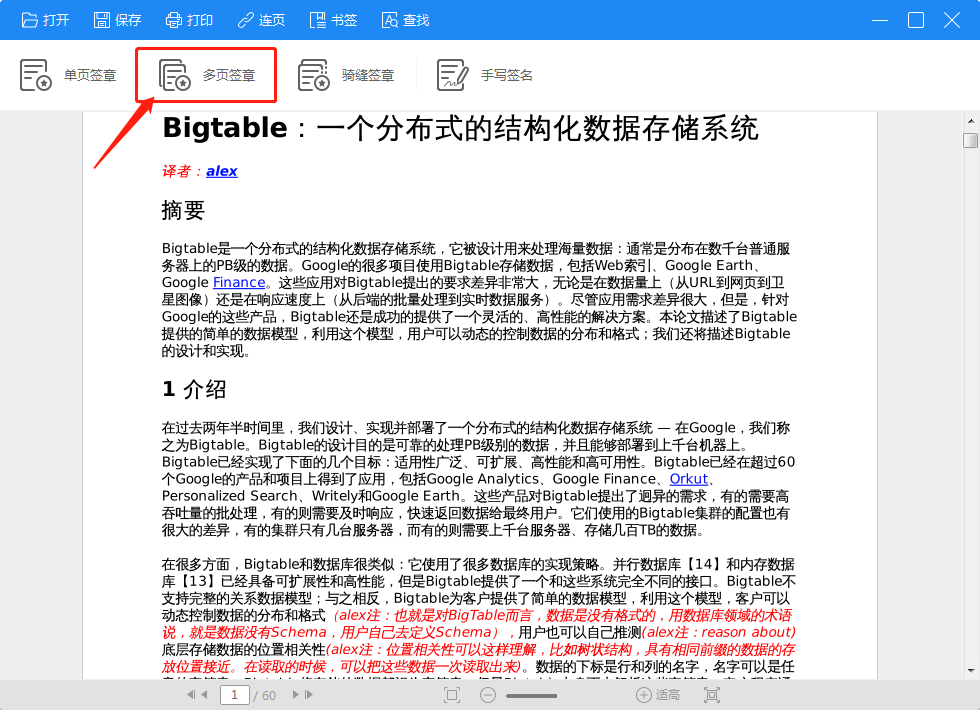 打开 保存 打印 连页 书签 查找
单页签章 多页签章 骑缝签章 手写签名
Bigtable：一个分布式的结构化数据存储系统
译者：alex
摘要
Bigtable是一个分布式的结构化数据存储系统，它被设计用来处理海量数据：通常是分布在数千台普通服
务器上的PB级的数据。Google的很多项目使用Bigtable存储数据，包括Web索引、Google Earth、
Google Finance。这些应用对Bigtable提出的要求差异非常大，无论是在数据量上（从URL到网页到卫
星图像）还是在响应速度上（从后端的批量处理到实时数据服务）。尽管应用需求差异很大，但是，针对
Google的这些产品，Bigtable还是成功的提供了一个灵活的、高性能的解决方案。本论文描述了Bigtable
提供的简单的数据模型，利用这个模型，用户可以动态的控制数据的分布和格式；我们还将描述Bigtable
的设计和实现。
1 介绍
在过去两年半时间里，我们设计、实现并部署了一个分布式的结构化数据存储系统 — 在Google，我们称
之为Bigtable。Bigtable的设计目的是可靠的处理PB级别的数据，并且能够部署到上千台机器上。
Bigtable已经实现了下面的几个目标：适用性广泛、可扩展、高性能和高可用性。Bigtable已经在超过60
个Google的产品和项目上得到了应用，包括Google Analytics、Google Finance、Orkut、
Personalized Search、Writely和Google Earth。这些产品对Bigtable提出了迥异的需求，有的需要高
吞吐量的批处理，有的则需要及时响应，快速返回数据给最终用户。它们使用的Bigtable集群的配置也有
很大的差异，有的集群只有几台服务器，而有的则需要上千台服务器、存储几百TB的数据。
在很多方面，Bigtable和数据库很类似：它使用了很多数据库的实现策略。并行数据库【14】和内存数据
库【13】已经具备可扩展性和高性能，但是Bigtable提供了一个和这些系统完全不同的接口。Bigtable不
支持完整的关系数据模型；与之相反，Bigtable为客户提供了简单的数据模型，利用这个模型，客户可以
动态控制数据的分布和格式（alex注：也就是对BigTable而言，数据是没有格式的，用数据库领域的术语
说，就是数据没有Schema，用户自己去定义Schema），用户也可以自己推测(alex注：reason about)
底层存储数据的位置相关性(alex注：位置相关性可以这样理解，比如树状结构，具有相同前缀的数据的存
放位置接近。在读取的时候，可以把这些数据一次读取出来)。数据的下标是行和列的名字，名字可以是任
1 / 60 适高